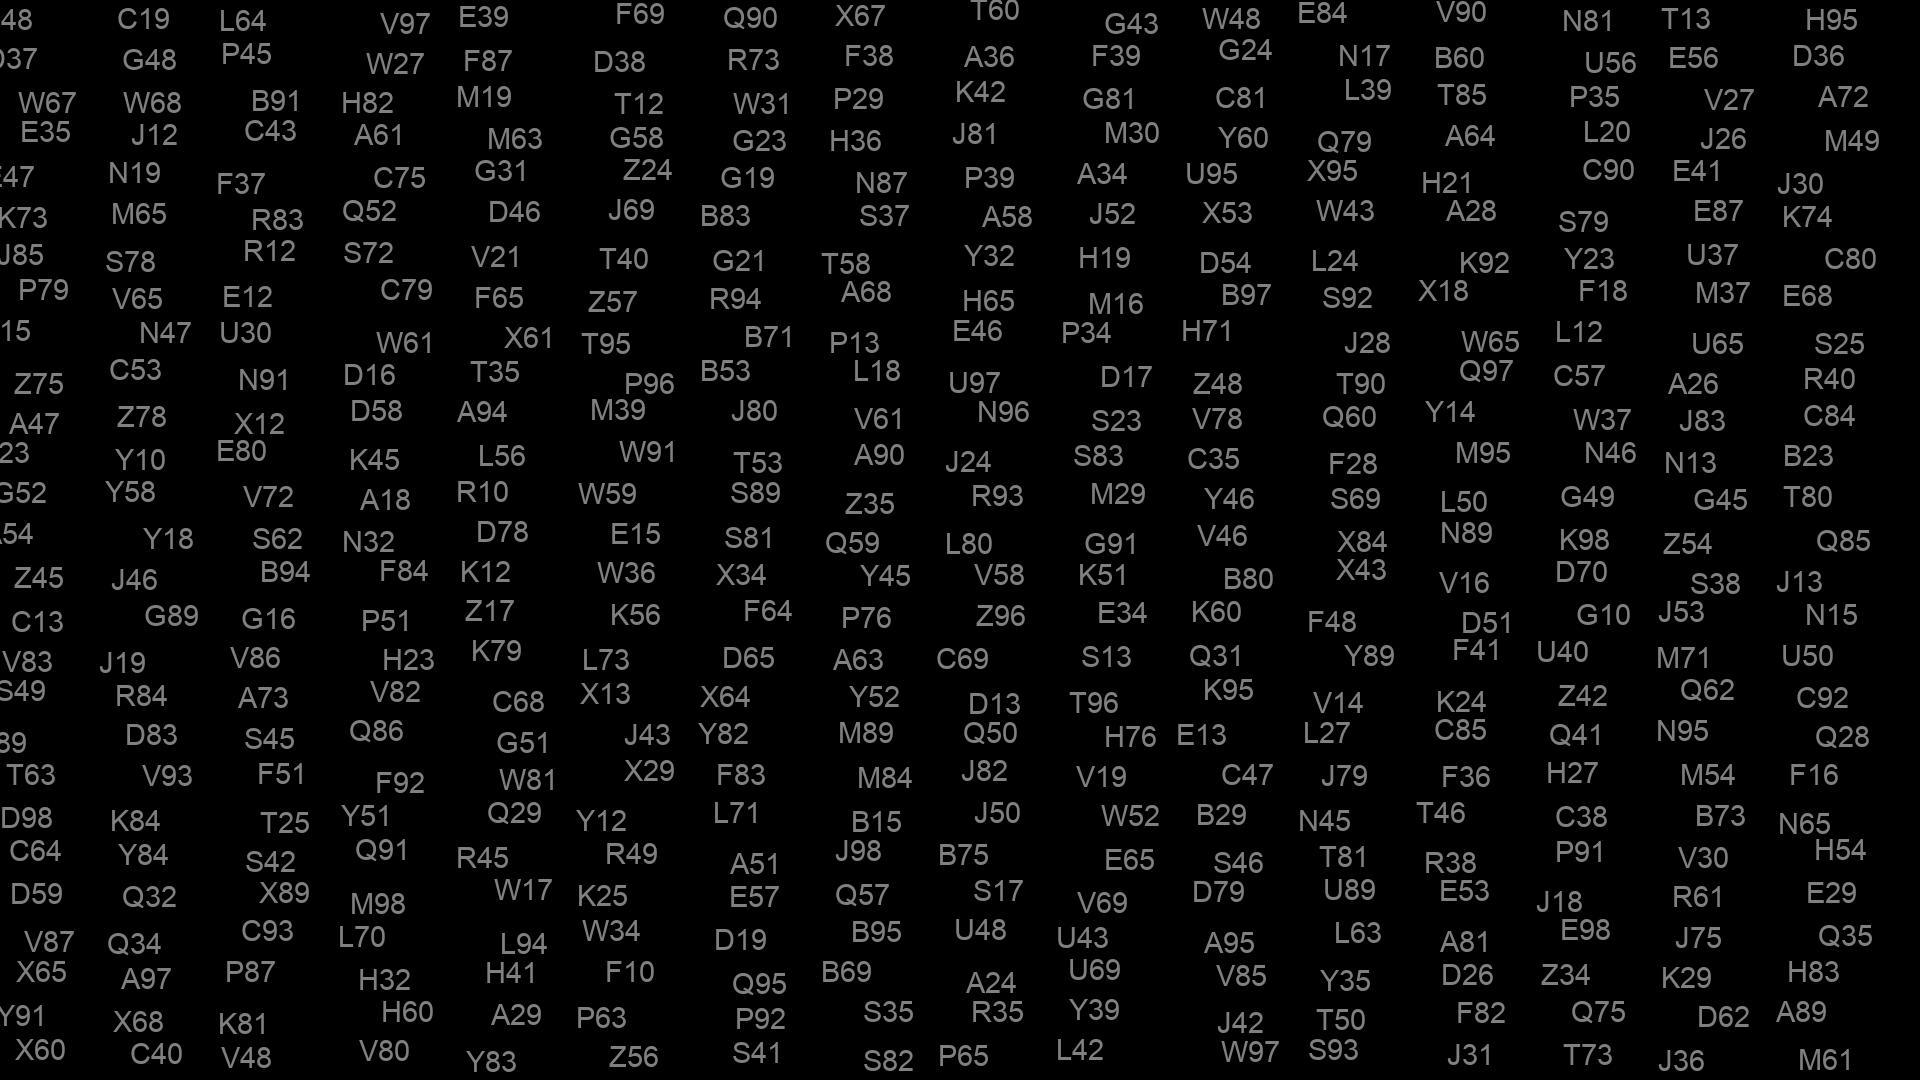 48 C19 L64 V97 E39 F69 Q90 X67 T60 G43 W48 E84 V90 N81 T13 H95
D37 G48 P45 W27 F87 D38 R73 F38 A36 F39 G24 N17 B60 U56 E56 D36
W67 W68 B91 H82 M19 T12 W31 P29 K42 G81 C81 L39 T85 P35 V27 A72
E35 J12 C43 A61 M63 G58 G23 H36 J81 M30 Y60 Q79 A64 L20 J26 M49
47 N19 F37 C75 G31 Z24 G19 N87 P39 A34 U95 X95 H21 C90 E41 J30
K73 M65 R83 Q52 D46 J69 B83 S37 A58 J52 X53 W43 A28 S79 E87 K74
J85 S78 R12 S72 V21 T40 G21 T58 Y32 H19 D54 L24 K92 Y23 U37 C80
P79 V65 E12 C79 F65 Z57 R94 A68 H65 M16 B97 S92 X18 F18 M37 E68
15 N47 U30 W61 X61 T95 B71 P13 E46 P34 H71 J28 W65 L12 U65 S25
Z75 C53 N91 D16 T35 P96 B53 L18 U97 D17 Z48 T90 Q97 C57 A26 R40
A47 Z78 X12 D58 A94 M39 J80 V61 N96 S23 V78 Q60 Y14 W37 J83 C84
23 Y10 E80 K45 L56 W91 T53 A90 J24 S83 C35 F28 M95 N46 N13 B23
G52 Y58 V72 A18 R10 W59 S89 Z35 R93 M29 Y46 S69 L50 G49 G45 T80
54 Y18 S62 N32 D78 E15 S81 Q59 L80 G91 V46 X84 N89 K98 Z54 Q85
Z45 J46 B94 F84 K12 W36 X34 Y45 V58 K51 B80 X43 V16 D70 S38 J13
C13 G89 G16 P51 Z17 K56 F64 P76 Z96 E34 K60 F48 D51 G10 J53 N15
V83 J19 V86 H23 K79 L73 D65 A63 C69 S13 Q31 Y89 F41 U40 M71 U50
S49 R84 A73 V82 C68 X13 X64 Y52 D13 T96 K95 V14 K24 Z42 Q62 C92
89 D83 S45 Q86 G51 J43 Y82 M89 Q50 H76 E13 L27 C85 Q41 N95 Q28
T63 V93 F51 F92 W81 X29 F83 M84 J82 V19 C47 J79 F36 H27 M54 F16
D98 K84 T25 Y51 Q29 Y12 L71 B15 J50 W52 B29 N45 T46 C38 B73 N65
C64 Y84 S42 Q91 R45 R49 A51 J98 B75 E65 S46 T81 R38 P91 V30 H54
D59 Q32 X89 M98 W17 K25 E57 Q57 S17 V69 D79 U89 E53 J18 R61 E29
V87 Q34 C93 L70 L94 W34 D19 B95 U48 U43 A95 L63 A81 E98 J75 Q35
X65 A97 P87 H32 H41 F10 Q95 B69 A24 U69 V85 Y35 D26 Z34 K29 H83
Y91 X68 K81 H60 A29 P63 P92 S35 R35 Y39 J42 T50 F82 Q75 D62 A89
X60 C40 V48 V80 Y83 Z56 S41 S82 P65 L42 W97 S93 J31 T73 J36 M61